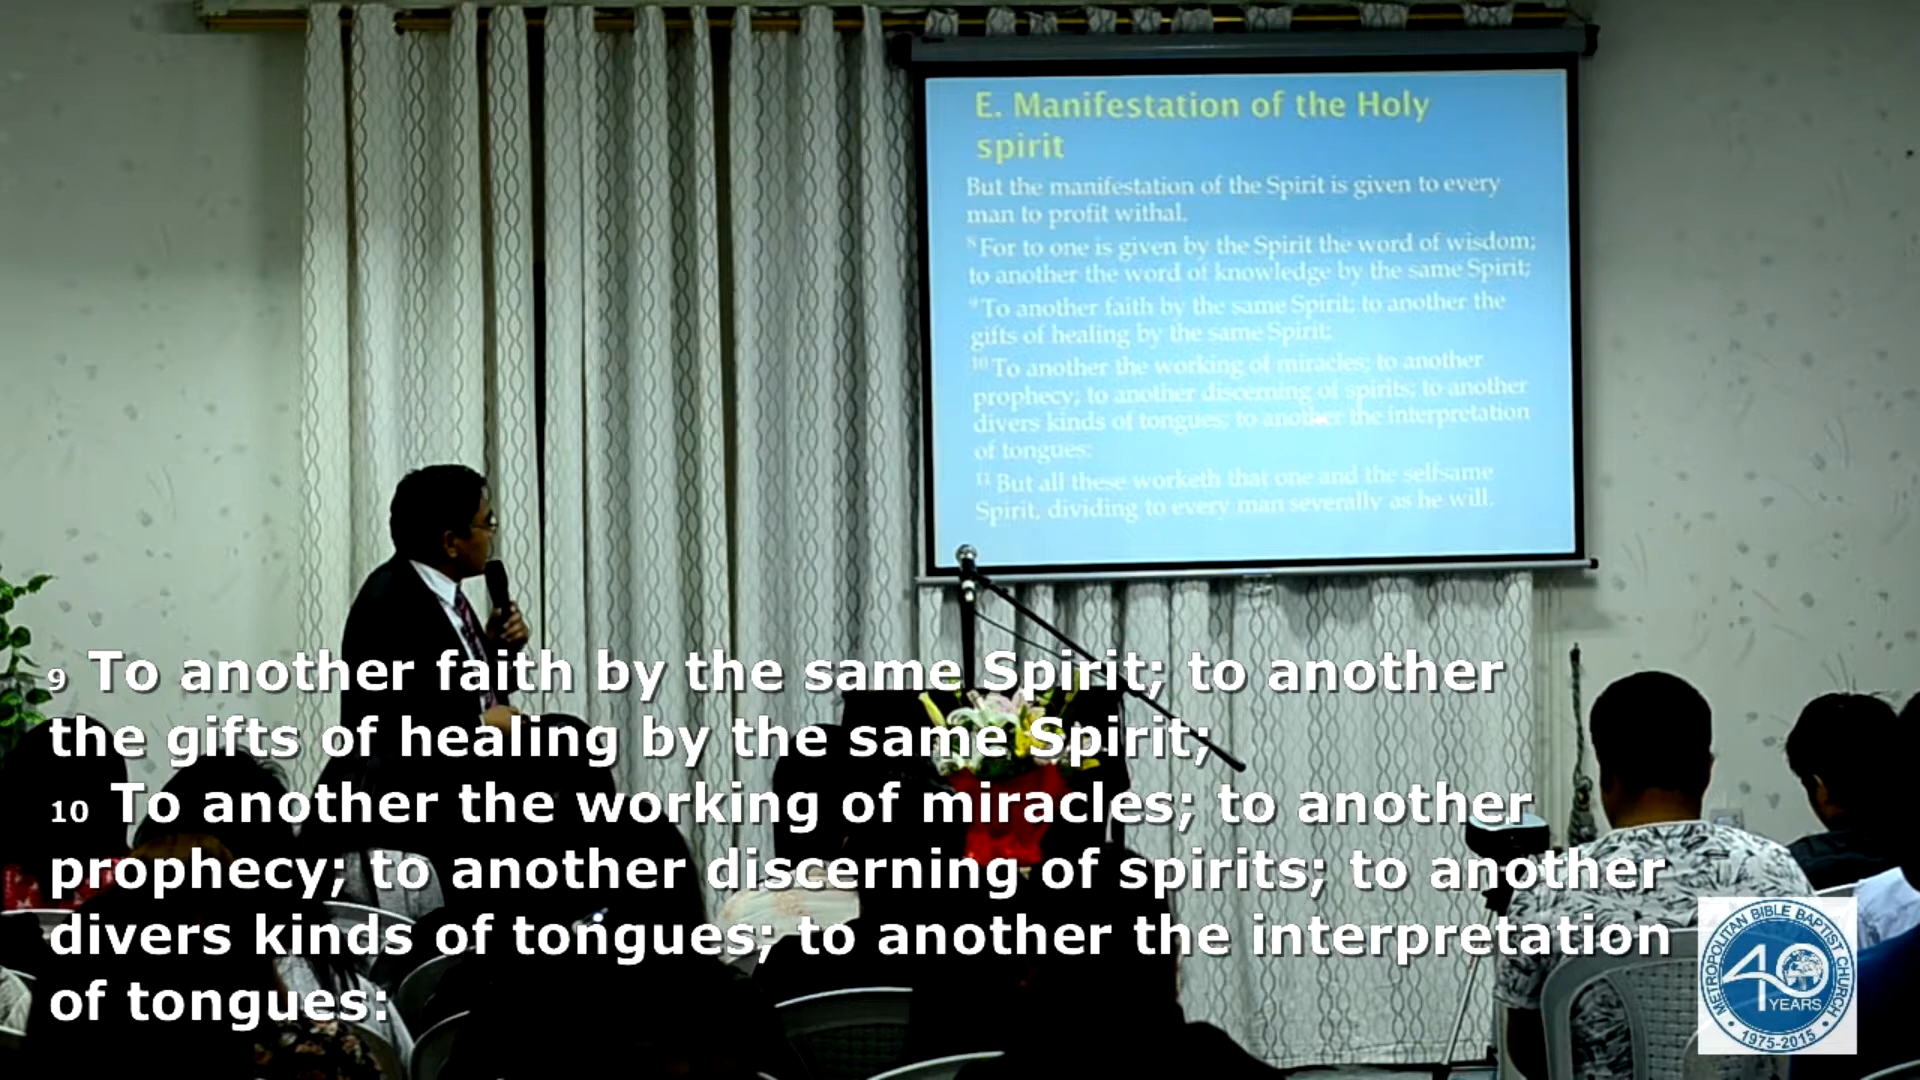 E. Manifestation of the Holy
spirit
But the manifestation of the Spirit is given to every
man to profit withal.
8 For to one is given by the Spirit the word of wisdom;
to another the word of knowledge by the same Spirit;
9 To another faith by the same Spirit; to another the
gifts of healing by the same Spirit;
10 To another the working of miracles; to another
prophecy; to another discerning of spirits; to another
divers kinds of tongues; to another the interpretation
of tongues:
11 But all these worketh that one and the selfsame
Spirit, dividing to every man severally as he will.
9 To another faith by the same Spirit; to another
the gifts of healing by the same Spirit;
10 To another the working of miracles; to another
prophecy; to another discerning of spirits; to another
divers kinds of tongues; to another the interpretation
of tongues:
METROPOLITAN BIBLE BAPTIST CHURCH
40
YEARS
• 1975-2015 •